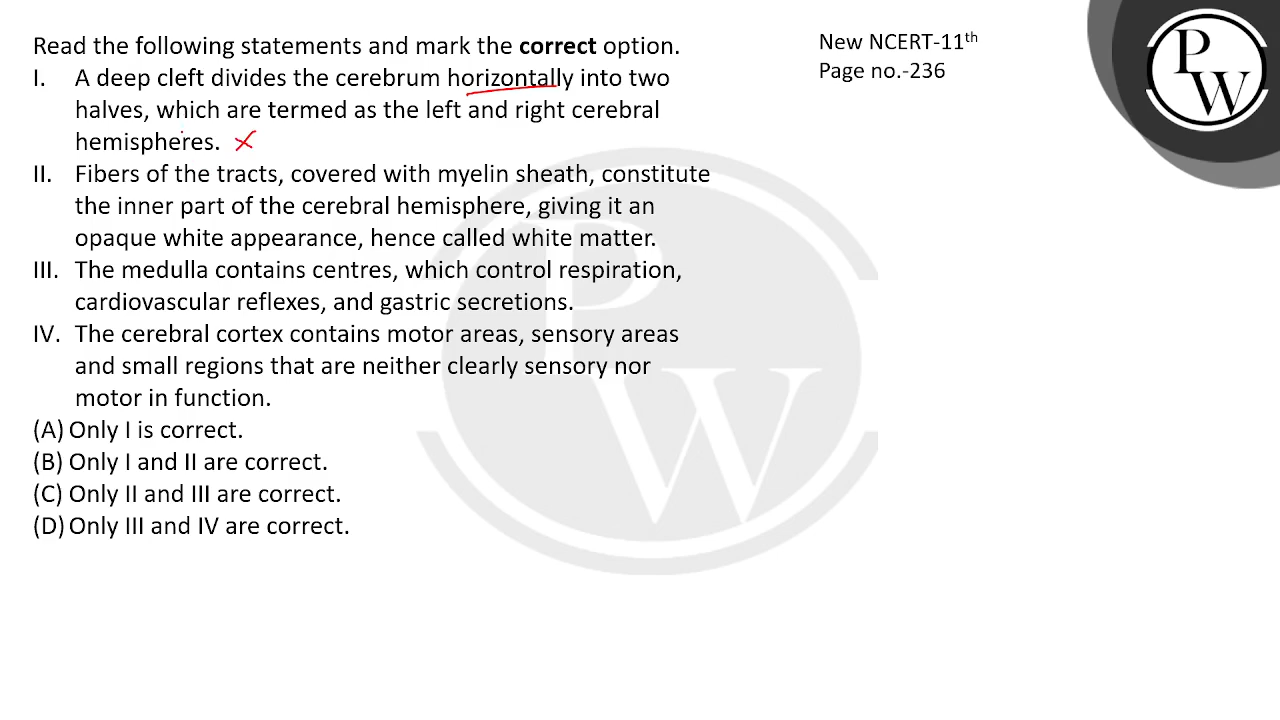 Read the following statements and mark the correct option.
I. A deep cleft divides the cerebrum horizontally into two
halves, which are termed as the left and right cerebral
hemispheres.
II. Fibers of the tracts, covered with myelin sheath, constitute
the inner part of the cerebral hemisphere, giving it an
opaque white appearance, hence called white matter.
III. The medulla contains centres, which control respiration,
cardiovascular reflexes, and gastric secretions.
IV. The cerebral cortex contains motor areas, sensory areas
and small regions that are neither clearly sensory nor
motor in function.
(A) Only I is correct.
(B) Only I and II are correct.
(C) Only II and III are correct.
(D) Only III and IV are correct.
New NCERT-11th
Page no.-236
PW
PW